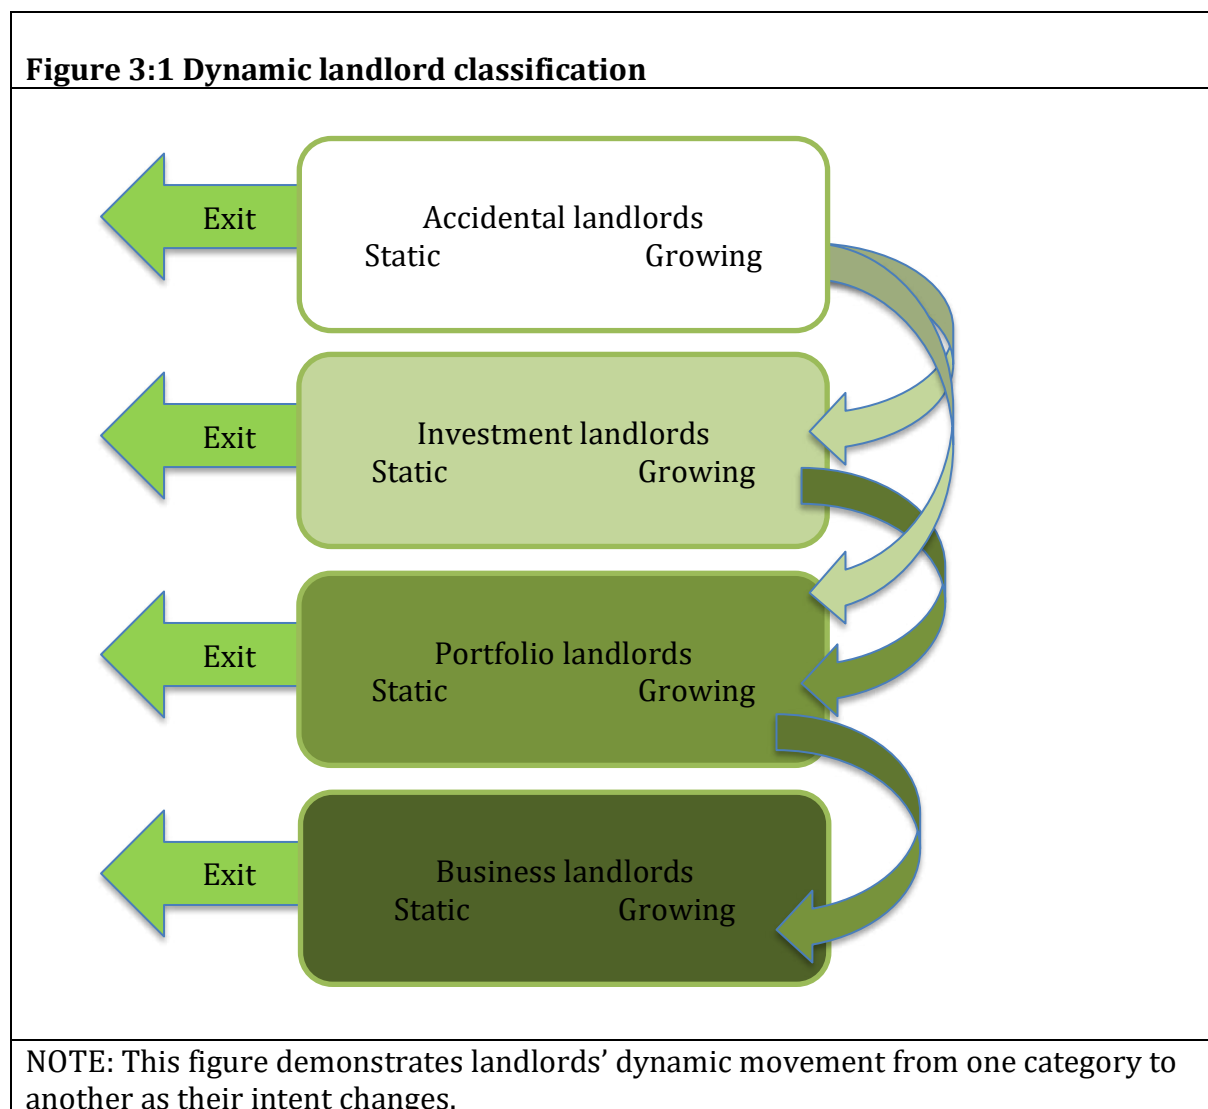 Figure 3:1 Dynamic landlord classification
Exit
Accidental landlords
Static Growing
Exit
Investment landlords
Static Growing
Exit
Portfolio landlords
Static Growing
Exit
Business landlords
Static Growing
NOTE: This figure demonstrates landlords’ dynamic movement from one category to
another as their intent changes.